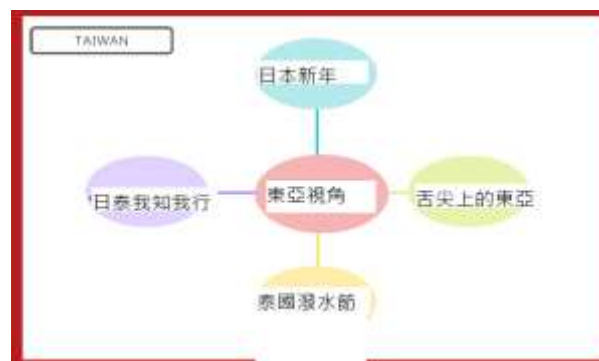 TAIWAN
日本新年
日泰我知我行
東亞視角
舌尖上的東亞
泰國潑水節